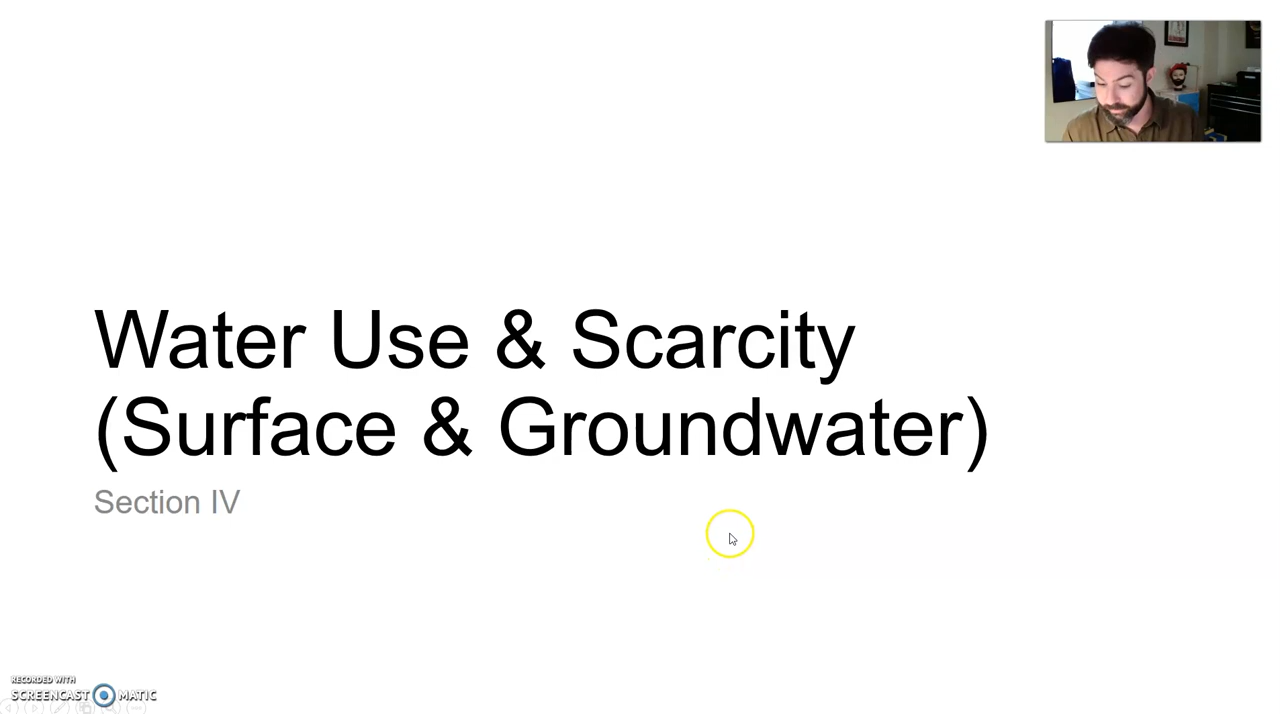 Water Use & Scarcity
(Surface & Groundwater)
Section IV
RECORDED WITH
SCREENCAST MATIC